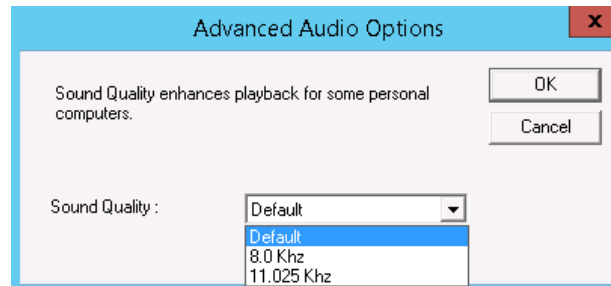 Advanced Audio Options
x
Sound Quality enhances playback for some personal
computers.
OK
Cancel
Sound Quality :
Default
Default
8.0 Khz
11.025 Khz